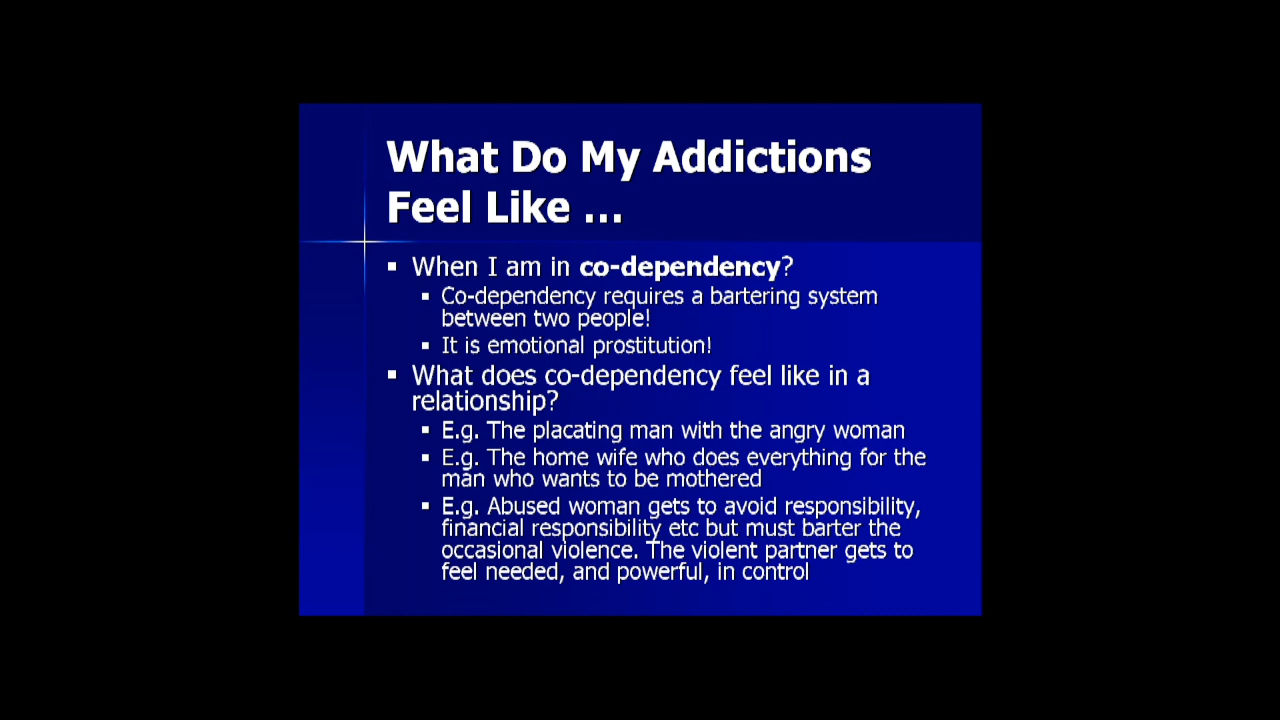 What Do My Addictions
Feel Like ...
▪ When I am in co-dependency?
▪ Co-dependency requires a bartering system
between two people!
▪ It is emotional prostitution!
▪ What does co-dependency feel like in a
relationship?
▪ E.g. The placating man with the angry woman
▪ E.g. The home wife who does everything for the
man who wants to be mothered
▪ E.g. Abused woman gets to avoid responsibility,
financial responsibility etc but must barter the
occasional violence. The violent partner gets to
feel needed, and powerful, in control